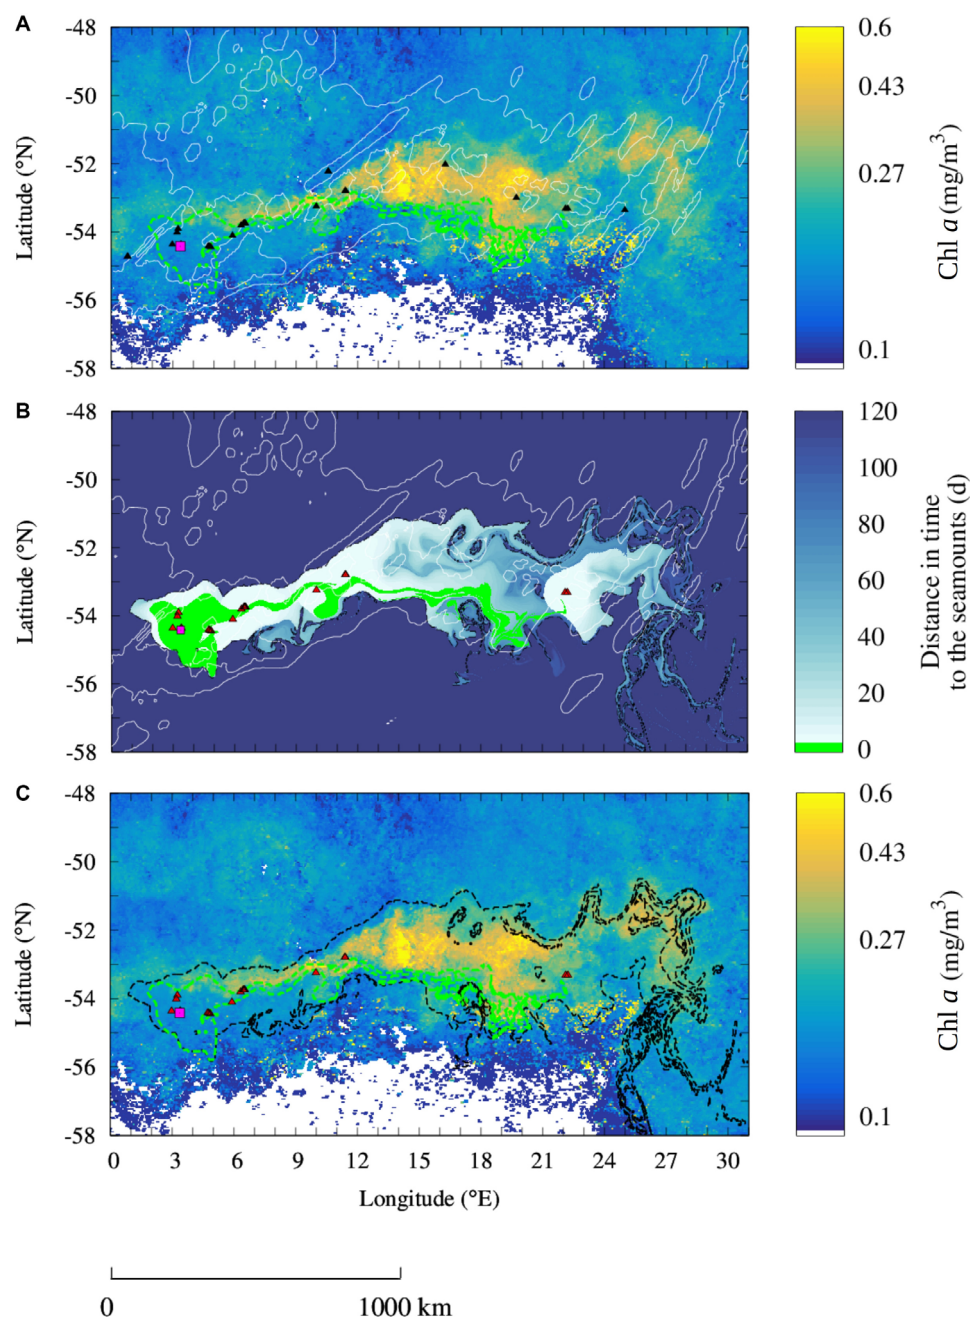 A
-48
-50
-52
-54
-56
-58
Latitude (°N)
0.6
0.43
0.27
0.1
Chl a (mg/m3)
B
-48
-50
-52
-54
-56
-58
Latitude (°N)
120
100
80
60
40
20
0
Distance in time
to the seamounts (d)
C
-48
-50
-52
-54
-56
-58
Latitude (°N)
0.6
0.43
0.27
0.1
Chl a (mg/m3)
0 3 6 9 12 15 18 21 24 27 30
Longitude (°E)
0 1000 km